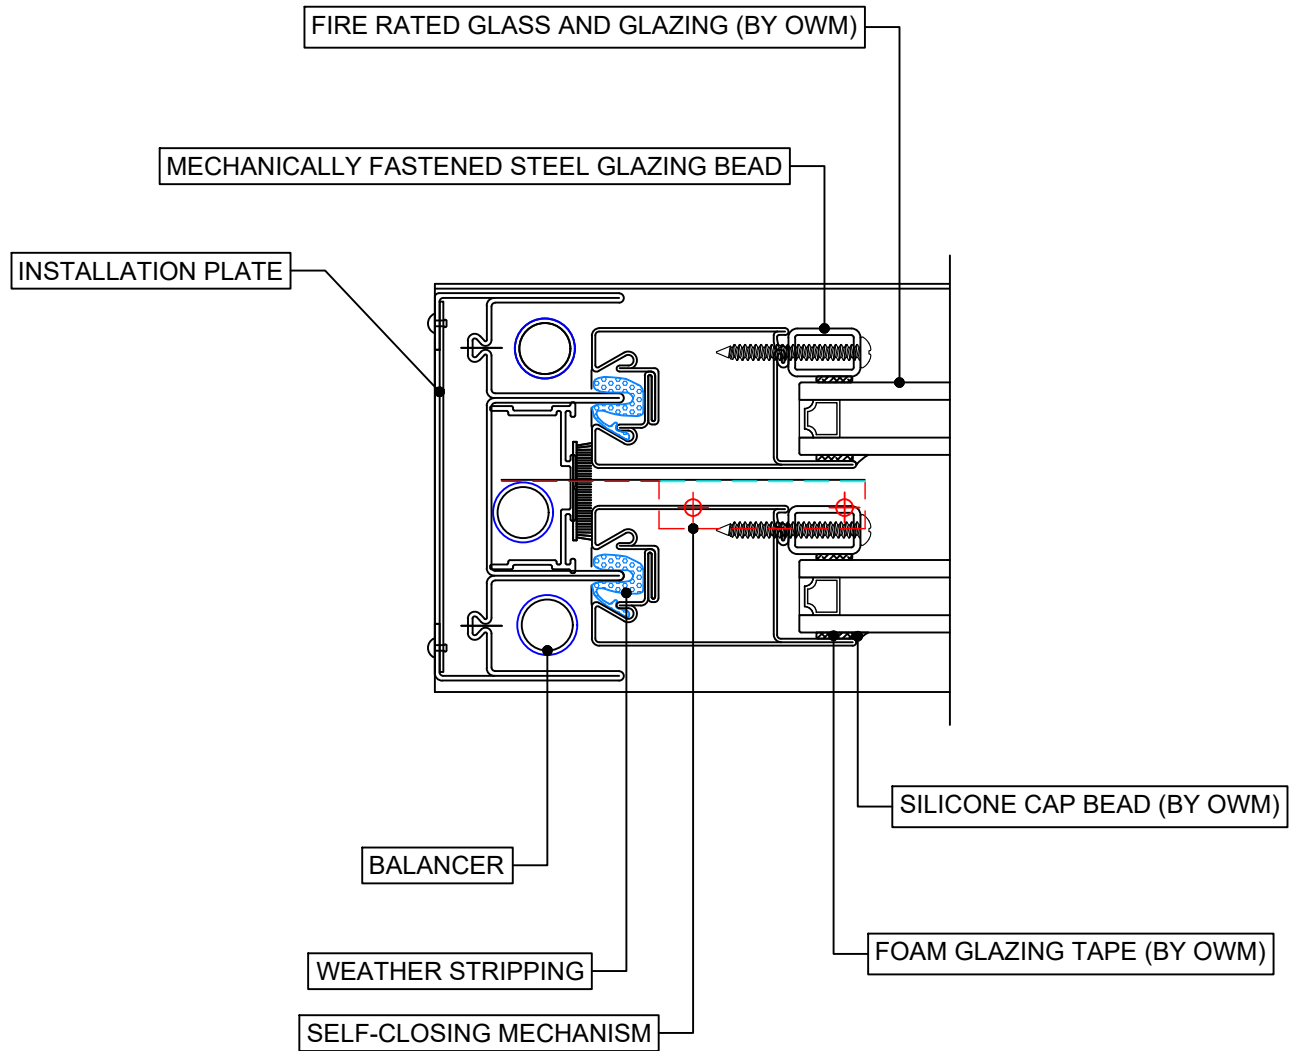 FIRE RATED GLASS AND GLAZING (BY OWM)
MECHANICALLY FASTENED STEEL GLAZING BEAD
INSTALLATION PLATE
SILICONE CAP BEAD (BY OWM)
BALANCER
FOAM GLAZING TAPE (BY OWM)
WEATHER STRIPPING
SELF-CLOSING MECHANISM